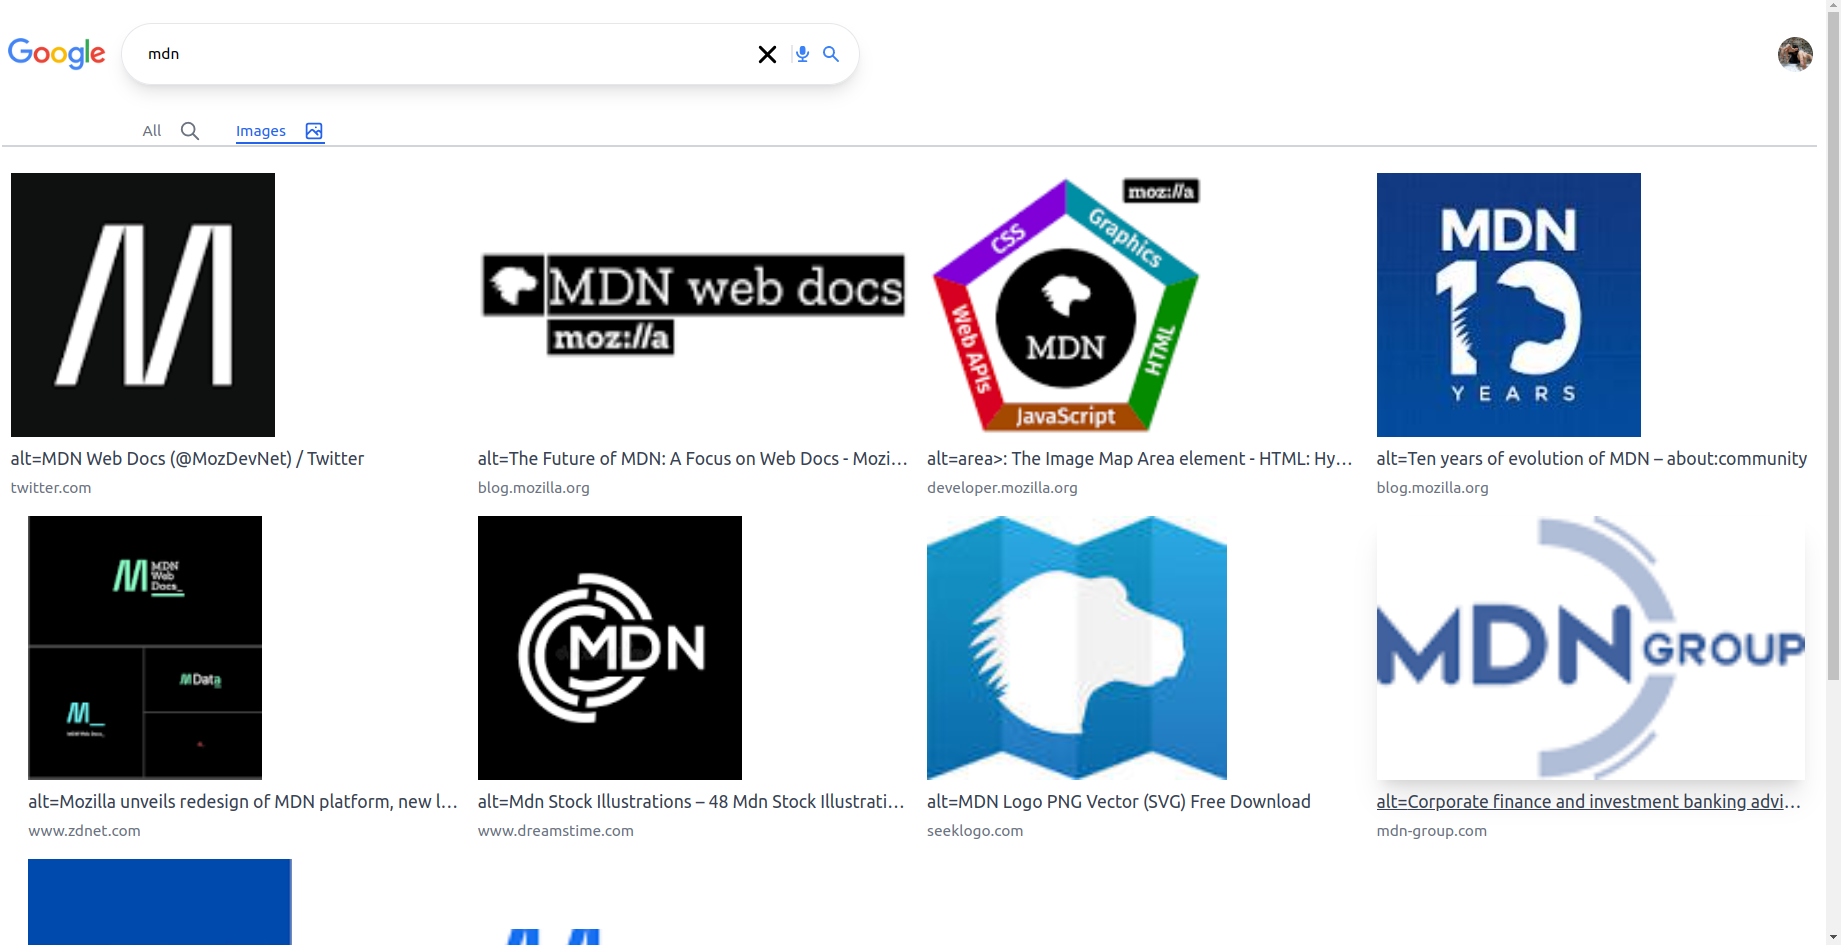 Google
mdn
All
Images
MDN web docs
moz://a
moz://a
CSS
Graphics
Web APIs
MDN
HTML
JavaScript
MDN
10
YEARS
alt=MDN Web Docs (@MozDevNet) / Twitter
twitter.com
alt=The Future of MDN: A Focus on Web Docs - Mozi...
blog.mozilla.org
alt=area>: The Image Map Area element - HTML: Hy...
developer.mozilla.org
alt=Ten years of evolution of MDN – about:community
blog.mozilla.org
MDN
Web
Docs_
M Data
M_
MDN Web Docs_
MDN
MDN GROUP
alt=Mozilla unveils redesign of MDN platform, new l...
www.zdnet.com
alt=Mdn Stock Illustrations – 48 Mdn Stock Illustrati...
www.dreamstime.com
alt=MDN Logo PNG Vector (SVG) Free Download
seeklogo.com
alt=Corporate finance and investment banking advi...
mdn-group.com